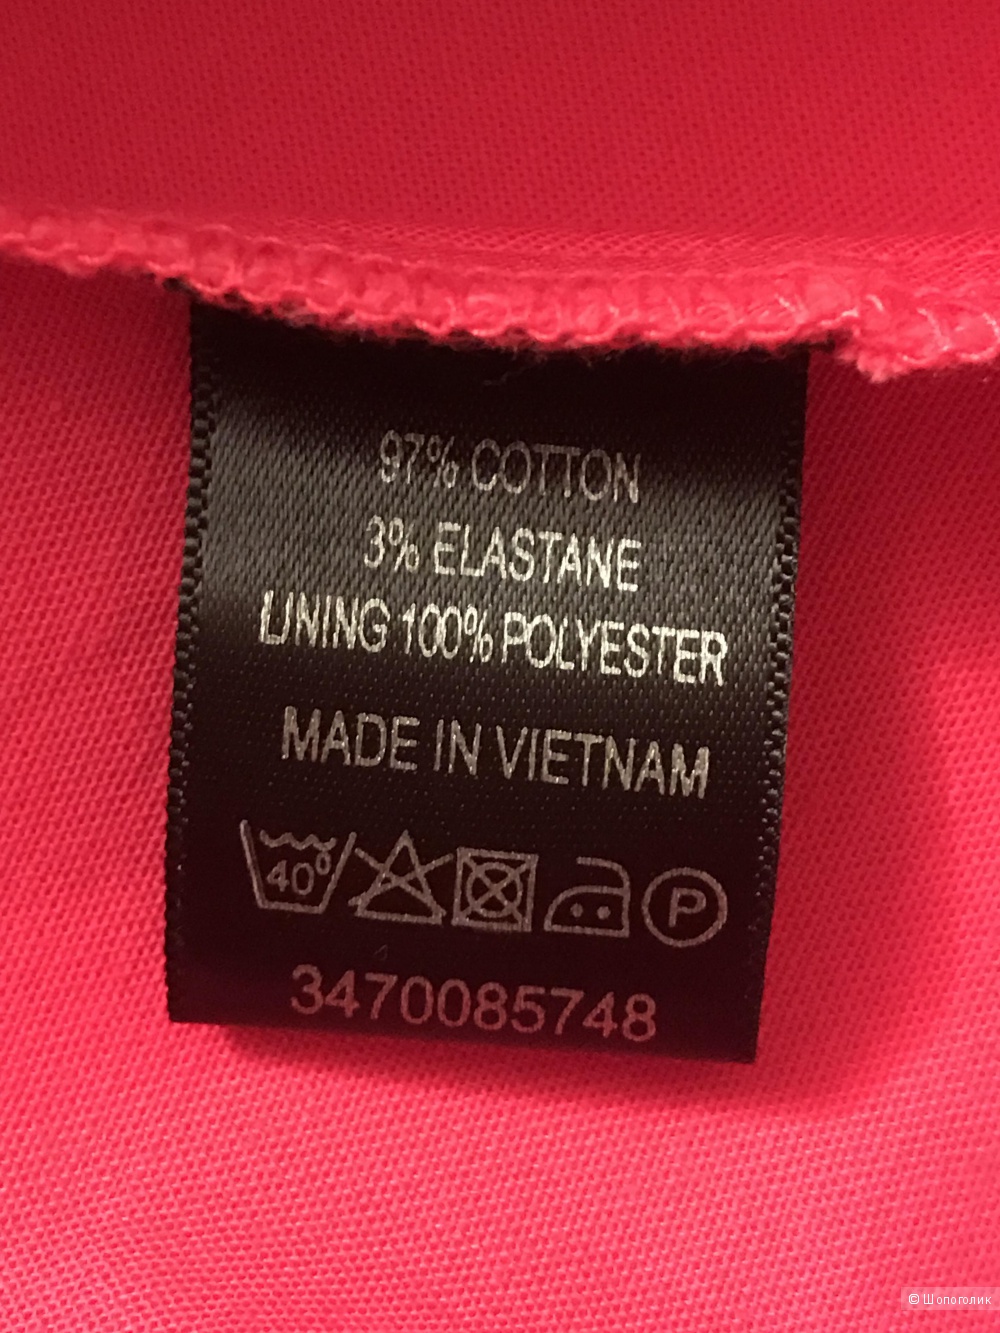 97% COTTON
3% ELASTANE
LINING 100% POLYESTER
MADE IN VIETNAM
40°
P
3470085748
© Шопоголик